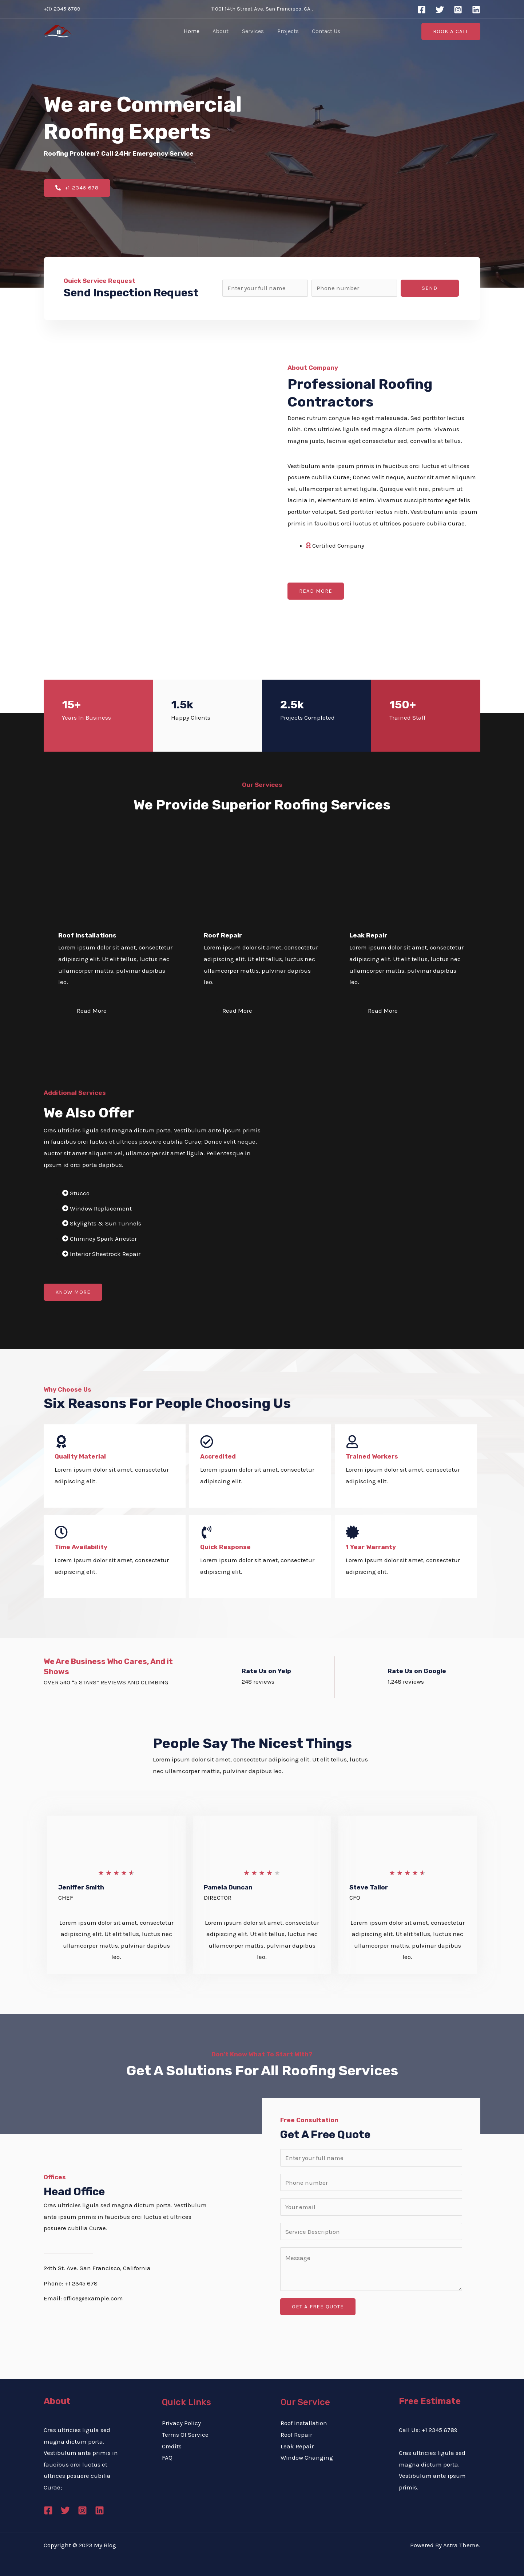 +(1) 2345 6789
11001 14th Street Ave, San Francisco, CA .
Home About Services Projects Contact Us
BOOK A CALL
We are Commercial
Roofing Experts
Roofing Problem? Call 24Hr Emergency Service
+1 2345 678
Quick Service Request
Send Inspection Request
Enter your full name
Phone number
SEND
About Company
Professional Roofing
Contractors
Donec rutrum congue leo eget malesuada. Sed porttitor lectus
nibh. Cras ultricies ligula sed magna dictum porta. Vivamus
magna justo, lacinia eget consectetur sed, convallis at tellus.
Vestibulum ante ipsum primis in faucibus orci luctus et ultrices
posuere cubilia Curae; Donec velit neque, auctor sit amet aliquam
vel, ullamcorper sit amet ligula. Quisque velit nisi, pretium ut
lacinia in, elementum id enim. Vivamus suscipit tortor eget felis
porttitor volutpat. Sed porttitor lectus nibh. Vestibulum ante ipsum
primis in faucibus orci luctus et ultrices posuere cubilia Curae.
Certified Company
READ MORE
15+
Years In Business
1.5k
Happy Clients
2.5k
Projects Completed
150+
Trained Staff
Our Services
We Provide Superior Roofing Services
Roof Installations
Lorem ipsum dolor sit amet, consectetur
adipiscing elit. Ut elit tellus, luctus nec
ullamcorper mattis, pulvinar dapibus
leo.
Read More
Roof Repair
Lorem ipsum dolor sit amet, consectetur
adipiscing elit. Ut elit tellus, luctus nec
ullamcorper mattis, pulvinar dapibus
leo.
Read More
Leak Repair
Lorem ipsum dolor sit amet, consectetur
adipiscing elit. Ut elit tellus, luctus nec
ullamcorper mattis, pulvinar dapibus
leo.
Read More
Additional Services
We Also Offer
Cras ultricies ligula sed magna dictum porta. Vestibulum ante ipsum primis
in faucibus orci luctus et ultrices posuere cubilia Curae; Donec velit neque,
auctor sit amet aliquam vel, ullamcorper sit amet ligula. Pellentesque in
ipsum id orci porta dapibus.
Stucco
Window Replacement
Skylights & Sun Tunnels
Chimney Spark Arrestor
Interior Sheetrock Repair
KNOW MORE
Why Choose Us
Six Reasons For People Choosing Us
Quality Material
Lorem ipsum dolor sit amet, consectetur
adipiscing elit.
Accredited
Lorem ipsum dolor sit amet, consectetur
adipiscing elit.
Trained Workers
Lorem ipsum dolor sit amet, consectetur
adipiscing elit.
Time Availability
Lorem ipsum dolor sit amet, consectetur
adipiscing elit.
Quick Response
Lorem ipsum dolor sit amet, consectetur
adipiscing elit.
1 Year Warranty
Lorem ipsum dolor sit amet, consectetur
adipiscing elit.
We Are Business Who Cares, And it
Shows
OVER 540 "5 STARS" REVIEWS AND CLIMBING
Rate Us on Yelp
248 reviews
Rate Us on Google
1,248 reviews
People Say The Nicest Things
Lorem ipsum dolor sit amet, consectetur adipiscing elit. Ut elit tellus, luctus
nec ullamcorper mattis, pulvinar dapibus leo.
Jeniffer Smith
CHEF
Lorem ipsum dolor sit amet, consectetur
adipiscing elit. Ut elit tellus, luctus nec
ullamcorper mattis, pulvinar dapibus
leo.
Pamela Duncan
DIRECTOR
Lorem ipsum dolor sit amet, consectetur
adipiscing elit. Ut elit tellus, luctus nec
ullamcorper mattis, pulvinar dapibus
leo.
Steve Tailor
CFO
Lorem ipsum dolor sit amet, consectetur
adipiscing elit. Ut elit tellus, luctus nec
ullamcorper mattis, pulvinar dapibus
leo.
Don't Know What To Start With?
Get A Solutions For All Roofing Services
Offices
Head Office
Cras ultricies ligula sed magna dictum porta. Vestibulum
ante ipsum primis in faucibus orci luctus et ultrices
posuere cubilia Curae.
24th St. Ave. San Francisco, California
Phone: +1 2345 678
Email: office@example.com
Free Consultation
Get A Free Quote
Enter your full name
Phone number
Your email
Service Description
Message
GET A FREE QUOTE
About
Cras ultricies ligula sed
magna dictum porta.
Vestibulum ante primis in
faucibus orci luctus et
ultrices posuere cubilia
Curae;
Quick Links
Privacy Policy
Terms Of Service
Credits
FAQ
Our Service
Roof Installation
Roof Repair
Leak Repair
Window Changing
Free Estimate
Call Us: +1 2345 6789
Cras ultricies ligula sed
magna dictum porta.
Vestibulum ante ipsum
primis.
Copyright © 2023 My Blog
Powered By Astra Theme.